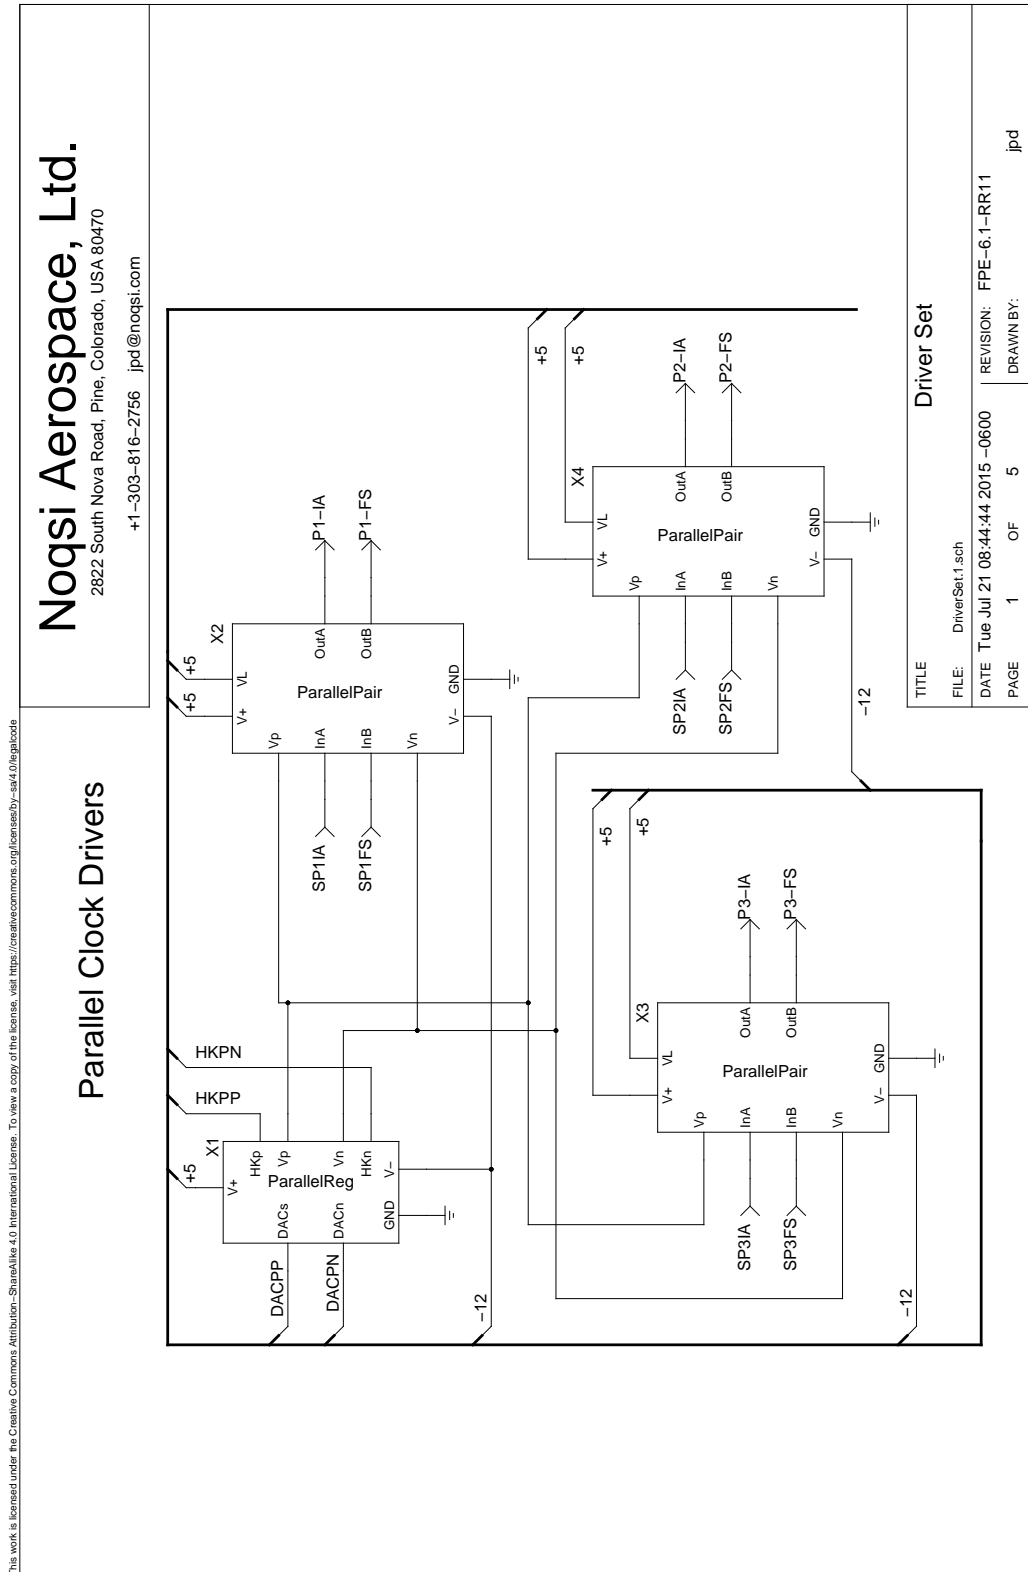 This work is licensed under the Creative Commons Attribution−ShareAlike 4.0 International License. To view a copy of the license, visit https://creativecommons.org/licenses/by−sa/4.0/legalcode
Noqsi Aerospace, Ltd.
2822 South Nova Road, Pine, Colorado, USA 80470
+1−303−816−2756 jpd@noqsi.com
Parallel Clock Drivers
HKPP
HKPN
+5
+5
+5
X1
V+
HKp
Vp
Vn
HKn
ParallelReg
DACs
DACn
GND
V−
DACPP
DACPN
−12
X2
V+
VL
Vp
InA
InB
Vn
ParallelPair
OutA
OutB
V−
GND
SP1IA
SP1FS
P1−IA
P1−FS
+5
+5
X4
V+
VL
Vp
InA
InB
Vn
ParallelPair
OutA
OutB
V−
GND
SP2IA
SP2FS
P2−IA
P2−FS
−12
+5
+5
X3
V+
VL
Vp
InA
InB
Vn
ParallelPair
OutA
OutB
V−
GND
SP3IA
SP3FS
P3−IA
P3−FS
−12
TITLE
Driver Set
FILE: DriverSet.1.sch
DATE Tue Jul 21 08:44:44 2015 −0600
REVISION: FPE−6.1−RR11
PAGE 1 OF 5
DRAWN BY: jpd